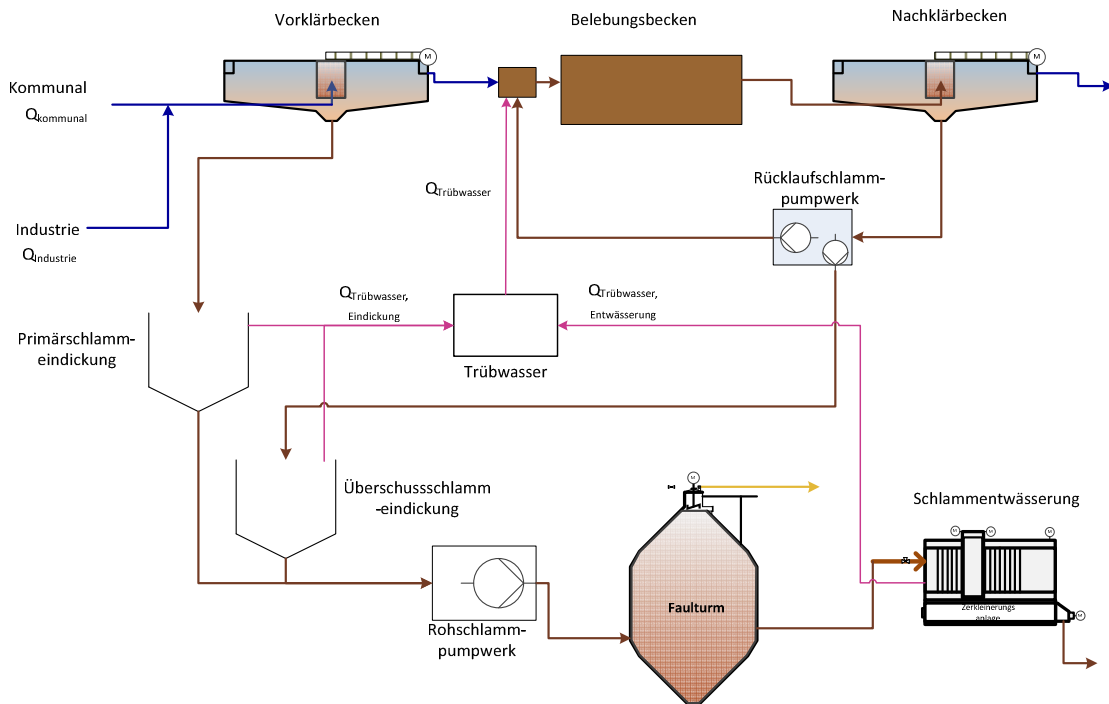 Vorklärbecken
Belebungsbecken
Nachklärbecken
M
M
Kommunal
Qkommunal
Industrie
QIndustrie
QTrübwasser
Rücklaufschlamm-
pumpwerk
QTrübwasser,
Eindickung
QTrübwasser,
Entwässerung
Primärschlamm-
eindickung
Trübwasser
Überschussschlamm
-eindickung
M
Schlammentwässerung
M
M
M
Faulturm
Zerkleinerungs
anlage
M
Rohschlamm-
pumpwerk